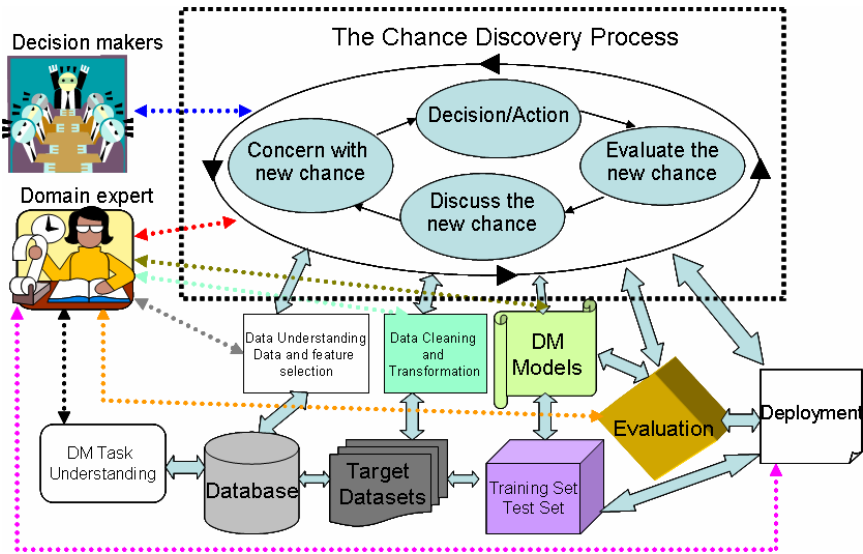 The Chance Discovery Process
Decision makers
Decision/Action
Concern with
new chance
Evaluate the
new chance
Discuss the
new chance
Domain expert
Data Understanding
Data and feature
selection
Data Cleaning
and
Transformation
DM
Models
Evaluation
Deployment
DM Task
Understanding
Database
Target
Datasets
Training Set
Test Set